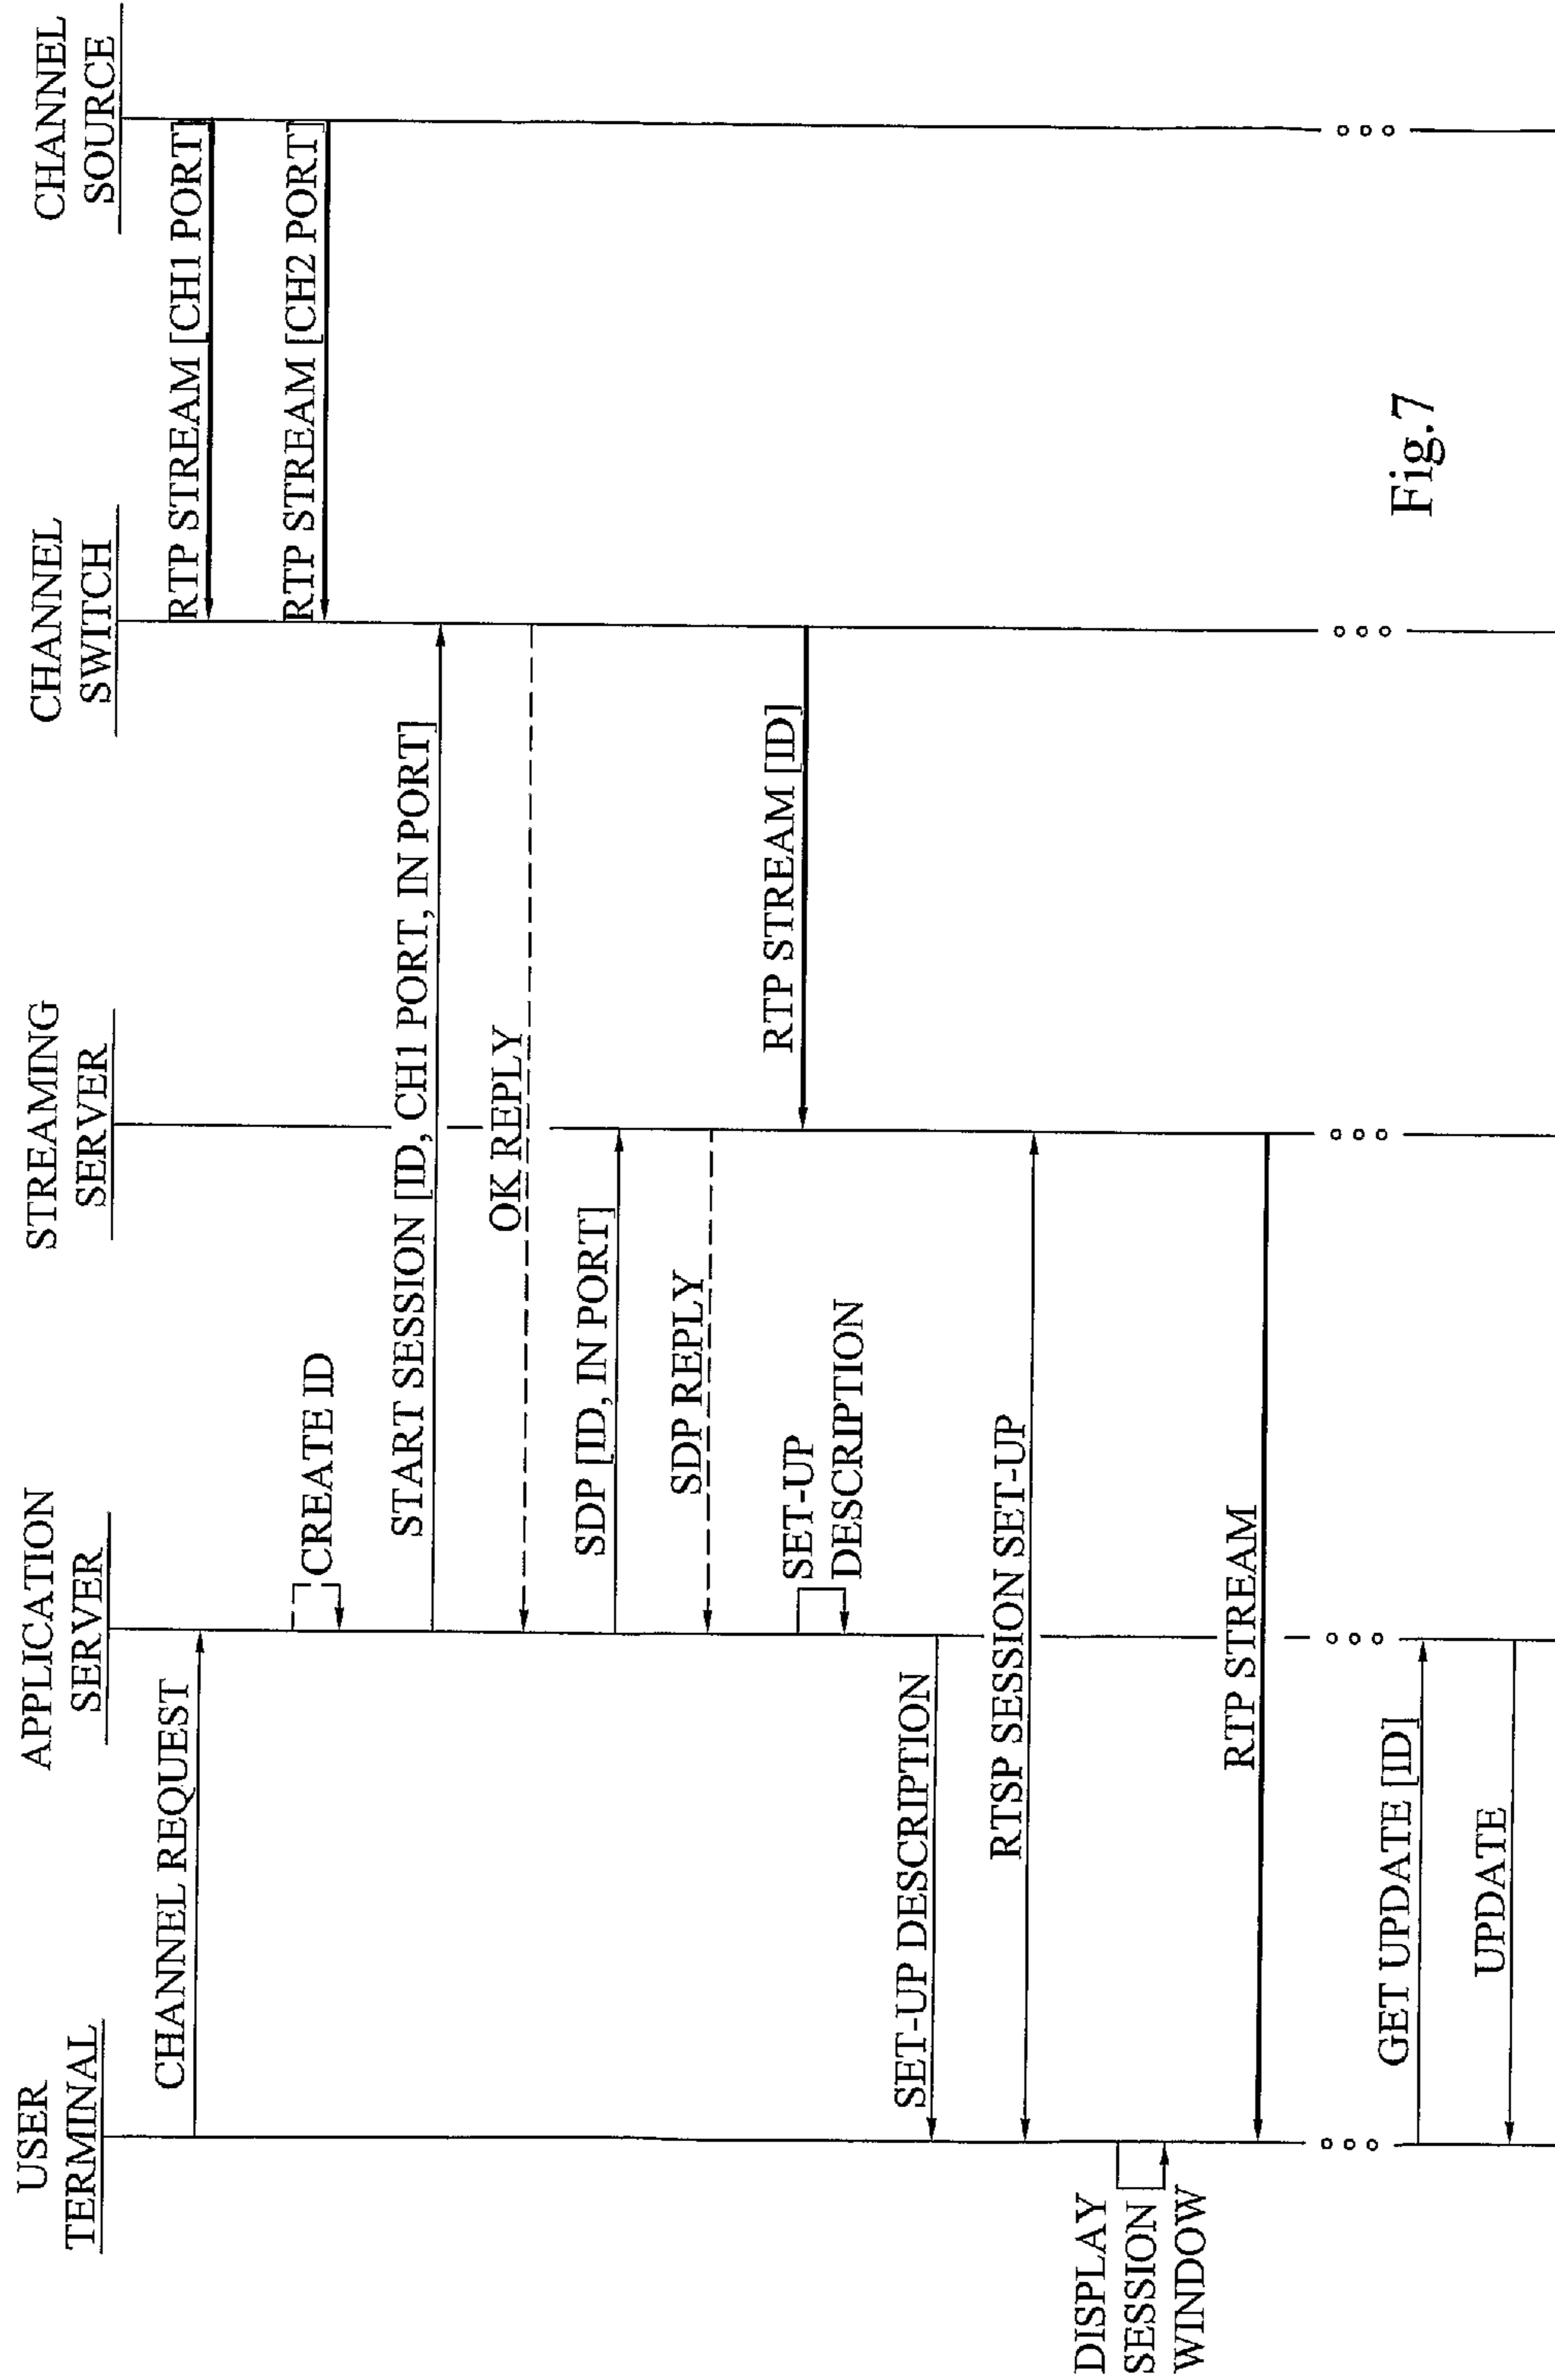 USER
TERMINAL
APPLICATION
SERVER
STREAMING
SERVER
CHANNEL
SWITCH
CHANNEL
SOURCE
CHANNEL REQUEST
RTP STREAM [CH1 PORT]
CREATE ID
RTP STREAM [CH2 PORT]
START SESSION [ID, CH1 PORT, IN PORT]
OK REPLY
SDP [ID, IN PORT]
SDP REPLY
SET-UP
DESCRIPTION
RTP STREAM [ID]
SET-UP DESCRIPTION
RTSP SESSION SET-UP
DISPLAY
SESSION
WINDOW
RTP STREAM
GET UPDATE [ID]
UPDATE
Fig.7